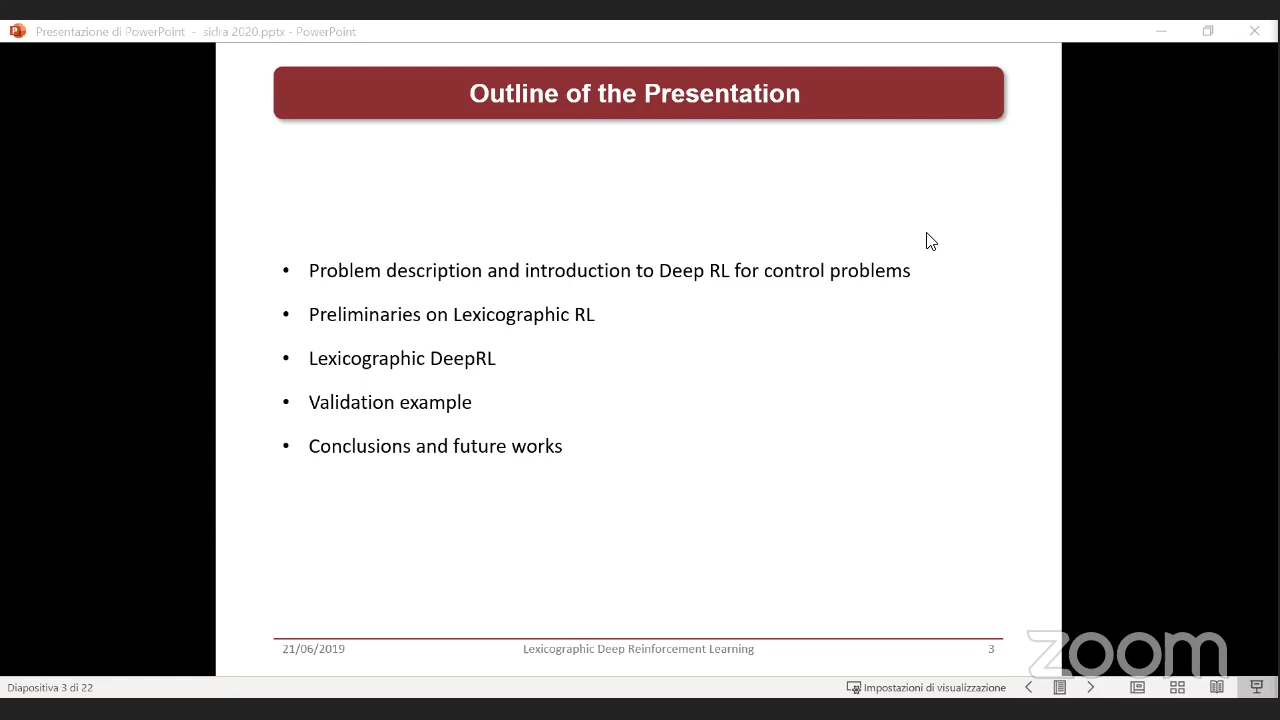 Presentazione di PowerPoint - sidra 2020.pptx - PowerPoint
Outline of the Presentation
• Problem description and introduction to Deep RL for control problems
• Preliminaries on Lexicographic RL
• Lexicographic DeepRL
• Validation example
• Conclusions and future works
21/06/2019 Lexicographic Deep Reinforcement Learning 3
zoom
Diapositiva 3 di 22 Impostazioni di visualizzazione